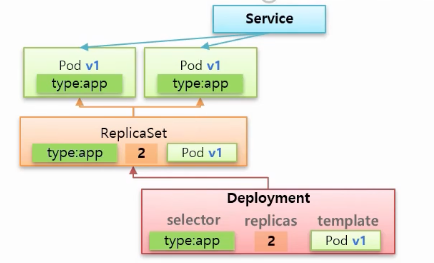 Service
Pod v1
type:app
Pod v1
type:app
ReplicaSet
type:app 2 Pod v1
Deployment
selector replicas template
type:app 2 Pod v1